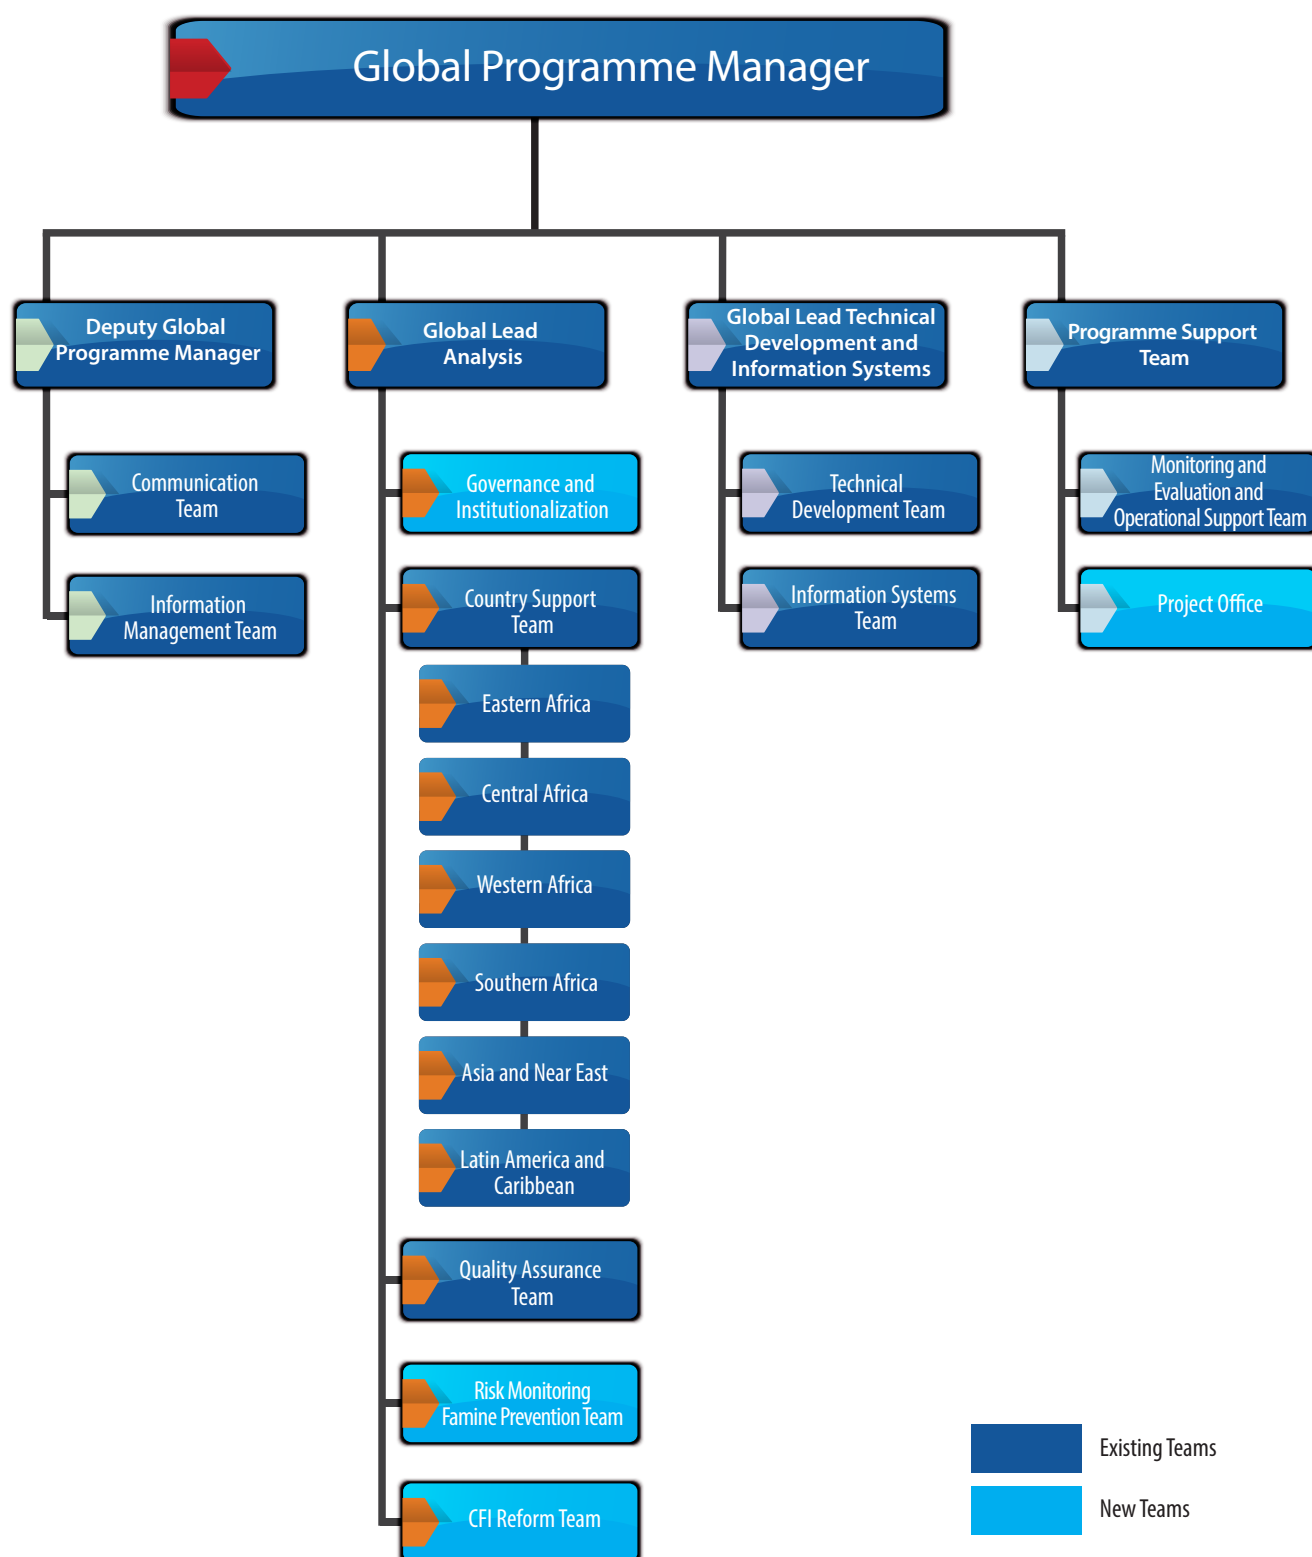 Global Programme Manager
Deputy Global
Programme Manager
Global Lead
Analysis
Global Lead Technical
Development and
Information Systems
Programme Support
Team
Communication
Team
Information
Management Team
Governance and
Institutionalization
Country Support
Team
Eastern Africa
Central Africa
Western Africa
Southern Africa
Asia and Near East
Latin America and
Caribbean
Quality Assurance
Team
Risk Monitoring
Famine Prevention Team
CFI Reform Team
Technical
Development Team
Information Systems
Team
Monitoring and
Evaluation and
Operational Support Team
Project Office
Existing Teams
New Teams